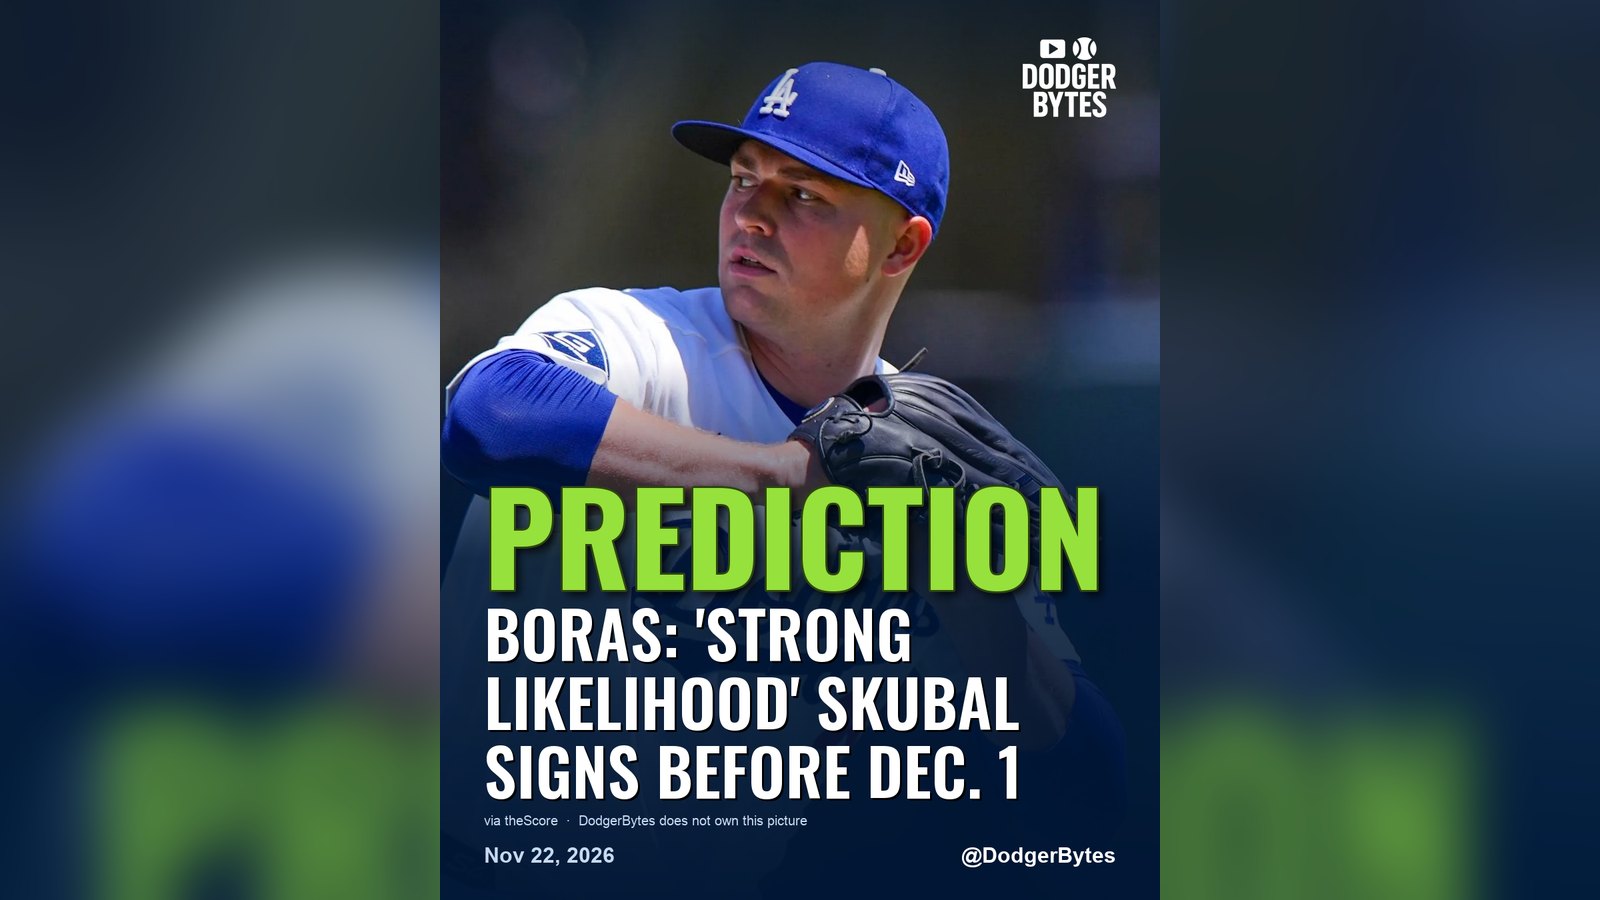 DODGER
BYTES
PREDICTION
BORAS: 'STRONG
LIKELIHOOD' SKUBAL
SIGNS BEFORE DEC. 1
via theScore · DodgerBytes does not own this picture
Nov 22, 2026
@DodgerBytes